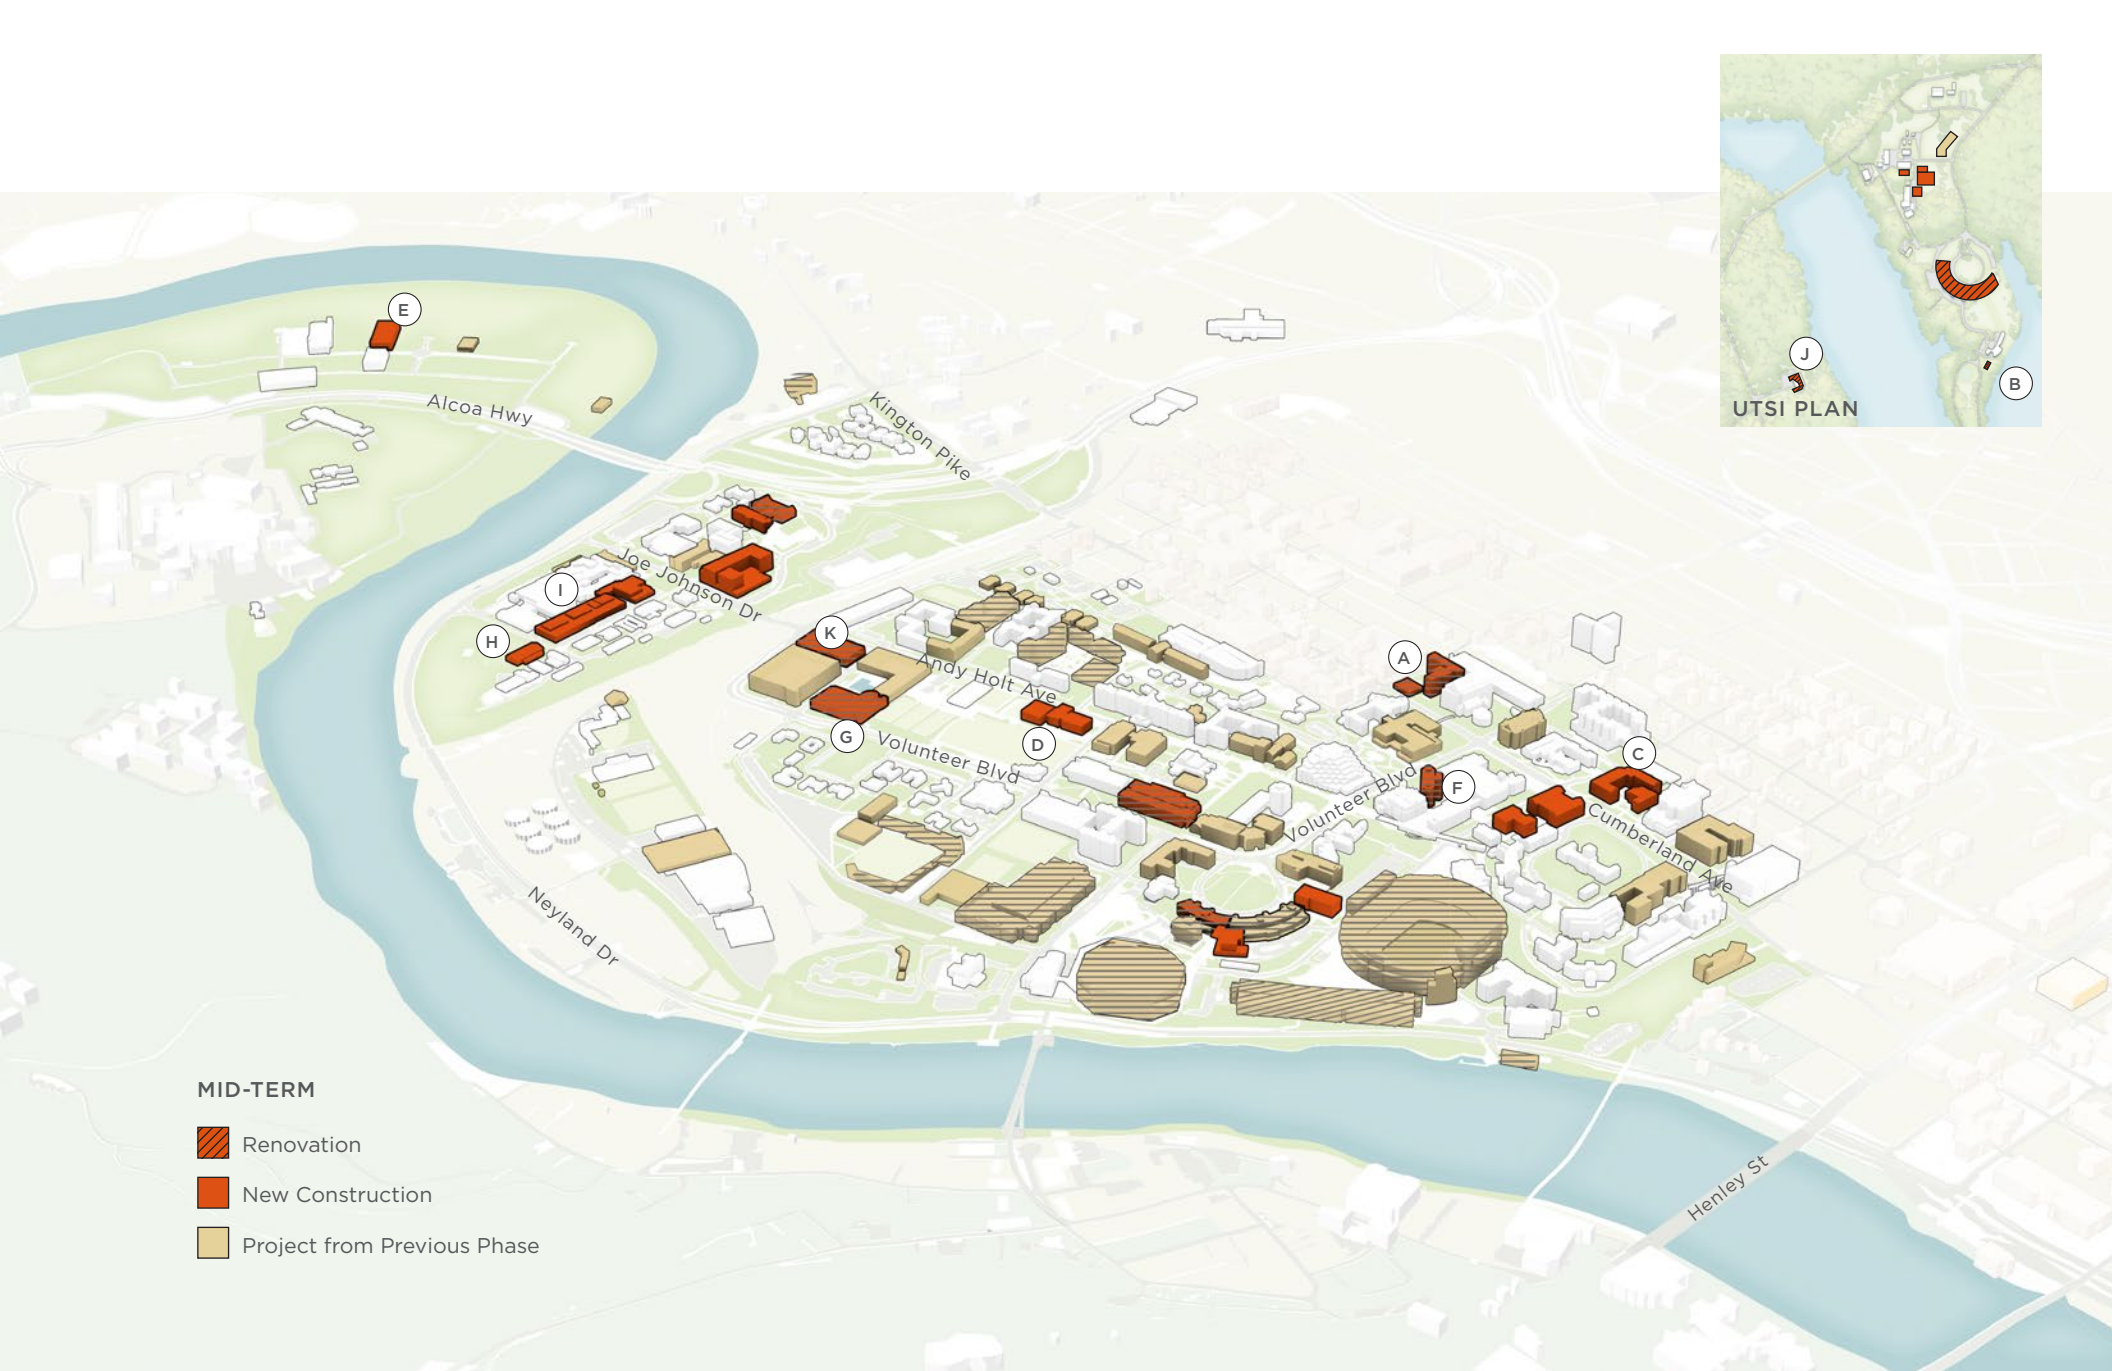 E
Alcoa Hwy
Kington Pike
J
B
UTSI PLAN
Joe Johnson Dr
I
H
K
Andy Holt Ave
A
G
Volunteer Blvd
D
C
F
Volunteer Blvd
Cumberland Ave
Neyland Dr
Henley St
MID-TERM
Renovation
New Construction
Project from Previous Phase